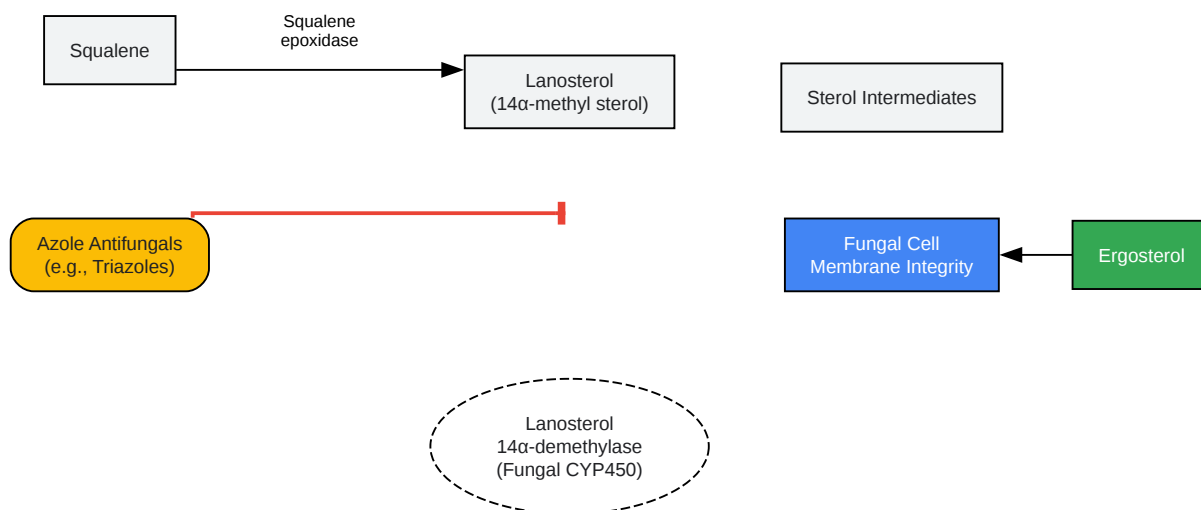 Squalene
Squalene
epoxidase
Lanosterol
(14α-methyl sterol)
Sterol Intermediates
Azole Antifungals
(e.g., Triazoles)
Fungal Cell
Membrane Integrity
Ergosterol
Lanosterol
14α-demethylase
(Fungal CYP450)